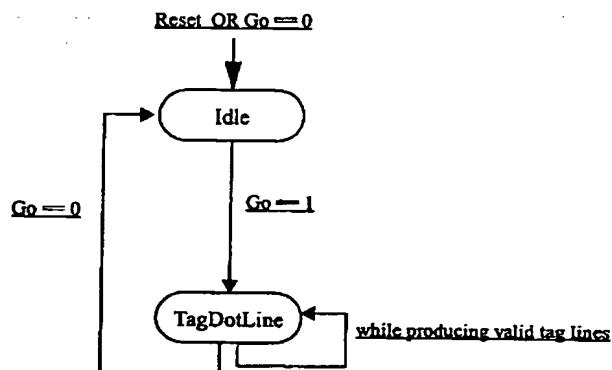 Reset OR Go == 0
Idle
Go == 0
Go == 1
TagDotLine
while producing valid tag lines